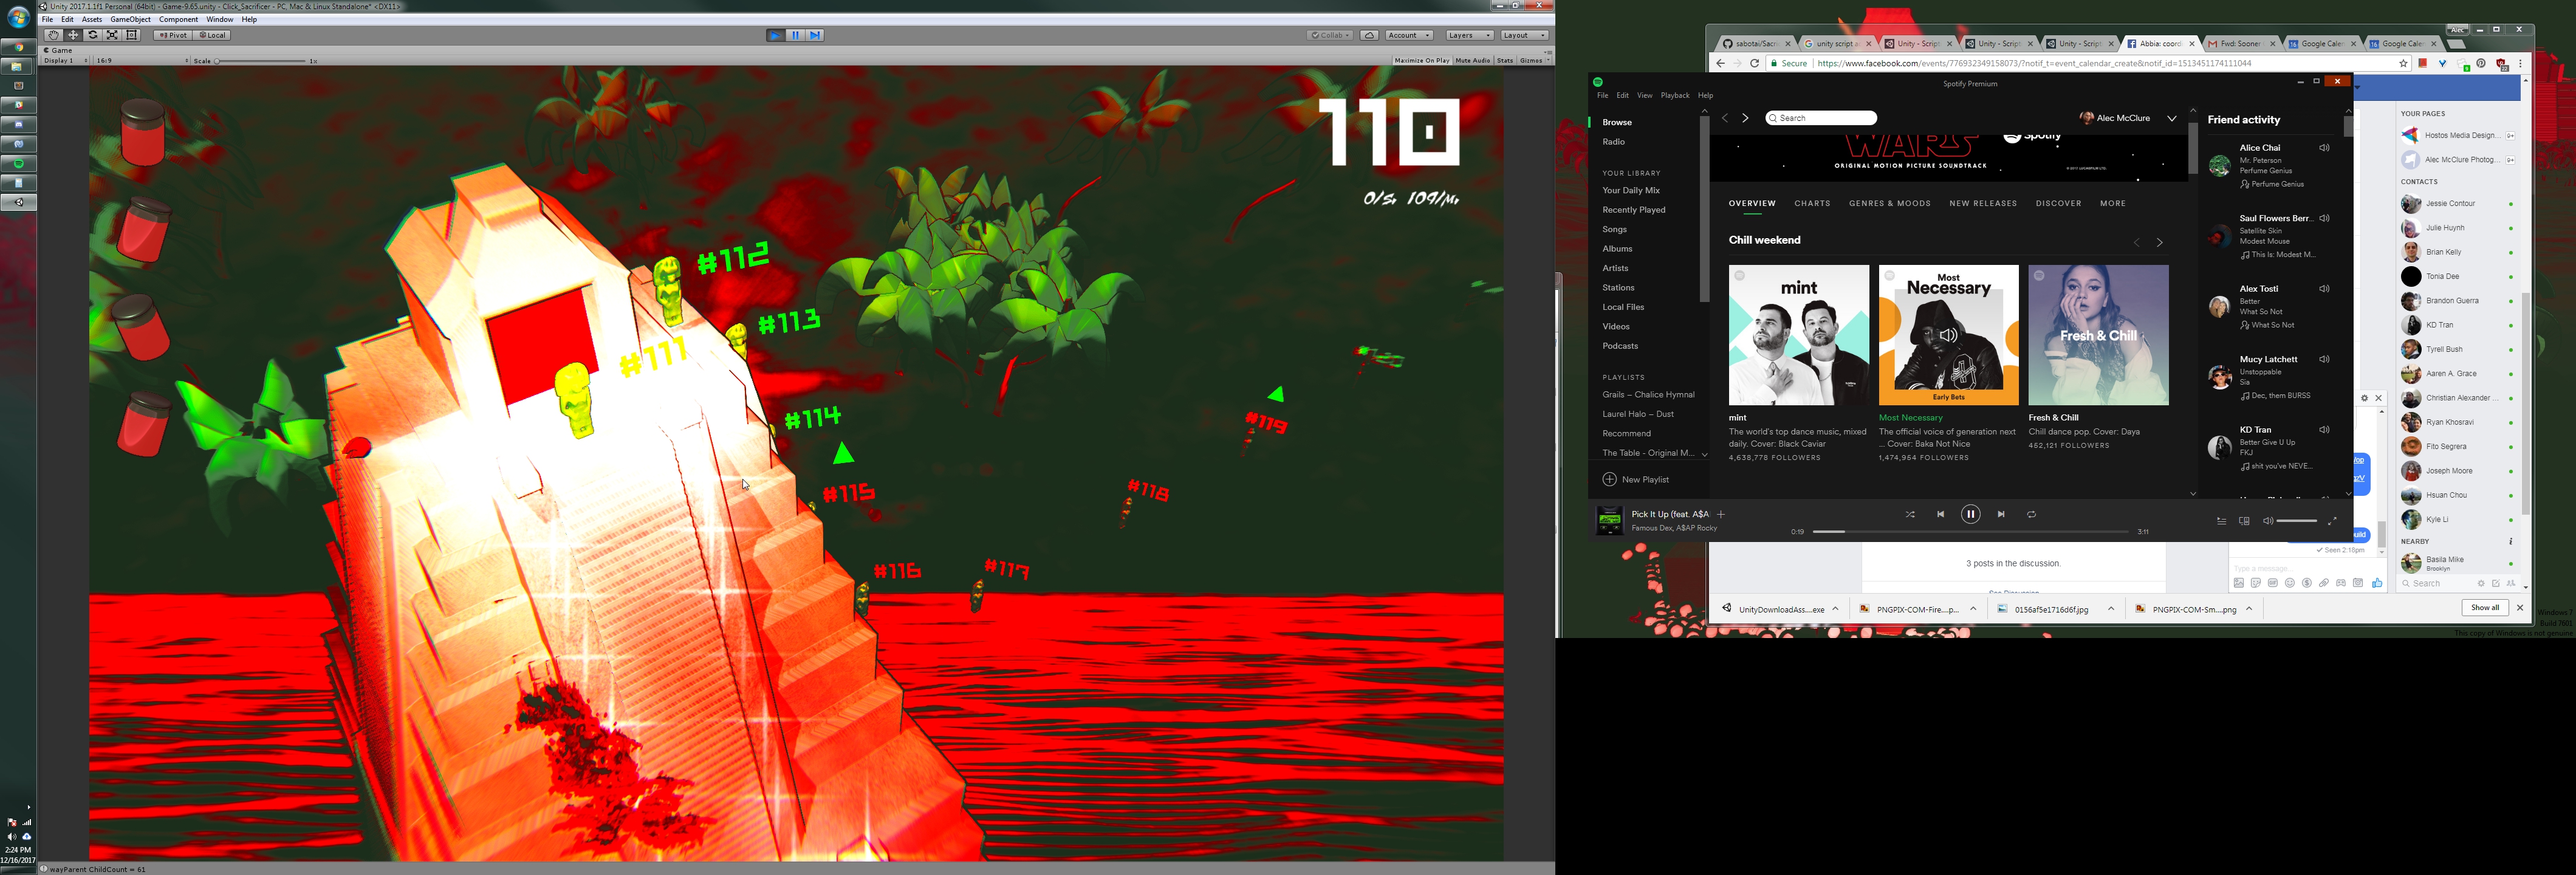 Unity 2017.1.1f1 Personal (64bit) - Game-9.65.unity - Click_Sacrificer - PC, Mac & Linux Standalone* <DX11>
File Edit Assets GameObject Component Window Help
Pivot Local
Collab Account Layers Layout
Game
Display 1 16:9 Scale 1x
Maximize On Play Mute Audio Stats Gizmos
110
#112
#113
#111
#114
#115
#116
#117
#118
#119
wayParent ChildCount = 61
2:24 PM
12/16/2017
Alec
sabotai/Sacri
unity script a
Unity - Script
Unity - Script
Unity - Script
Abbia: coord
Fwd: Sooner
Google Calen
Google Calen
Secure https://www.facebook.com/events/776932349158073/?notif_t=event_calendar_create&notif_id=1513451174111044
Spotify Premium
File Edit View Playback Help
Search
Alec McClure
Browse
Radio
YOUR LIBRARY
Your Daily Mix
Recently Played
Songs
Albums
Artists
Stations
Local Files
Videos
Podcasts
PLAYLISTS
Grails – Chalice Hymnal
Laurel Halo – Dust
Recommend
The Table - Original M...
New Playlist
WARS
Spotify
ORIGINAL MOTION PICTURE SOUNDTRACK
OVERVIEW CHARTS GENRES & MOODS NEW RELEASES DISCOVER MORE
Chill weekend
mint
Most
Necessary
Early Bets
Fresh & Chill
mint
The world's top dance music, mixed
daily. Cover: Black Caviar
4,638,778 FOLLOWERS
Most Necessary
The official voice of generation next
... Cover: Baka Not Nice
1,474,954 FOLLOWERS
Fresh & Chill
Chill dance pop. Cover: Daya
452,121 FOLLOWERS
Friend activity
Alice Chai
Mr. Peterson
Perfume Genius
Perfume Genius
Saul Flowers Berr...
Satellite Skin
Modest Mouse
This Is: Modest M...
Alex Tosti
Better
What So Not
What So Not
Mucy Latchett
Unstoppable
Sia
Dec, them BURSS
KD Tran
Better Give U Up
FKJ
shit you've NEVE...
Pick It Up (feat. A$A
Famous Dex, A$AP Rocky
0:19
3:11
YOUR PAGES
Hostos Media Design...
Alec McClure Photog...
CONTACTS
Jessie Contour
Julie Huynh
Brian Kelly
Tonia Dee
Brandon Guerra
KD Tran
Tyrell Bush
Aaren A. Grace
Christian Alexander ...
Ryan Khosravi
Fito Segrera
Joseph Moore
Hsuan Chou
Kyle Li
NEARBY
Basila Mike
Brooklyn
Search
Seen 2:16pm
Type a message...
3 posts in the discussion.
See Discussion
UnityDownloadAss....exe
PNGPIX-COM-Fire....p...
0156af5e1716d6f.jpg
PNGPIX-COM-Sm....png
Show all
Windows 7
Build 7601
This copy of Windows is not genuine